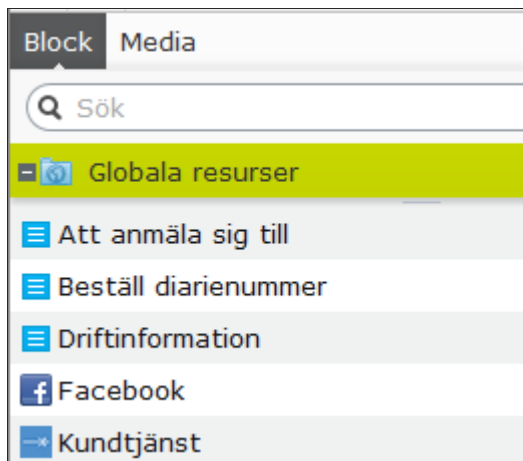 Block Media
Sök
Globala resurser
Att anmäla sig till
Beställ diarienummer
Driftinformation
Facebook
Kundtjänst